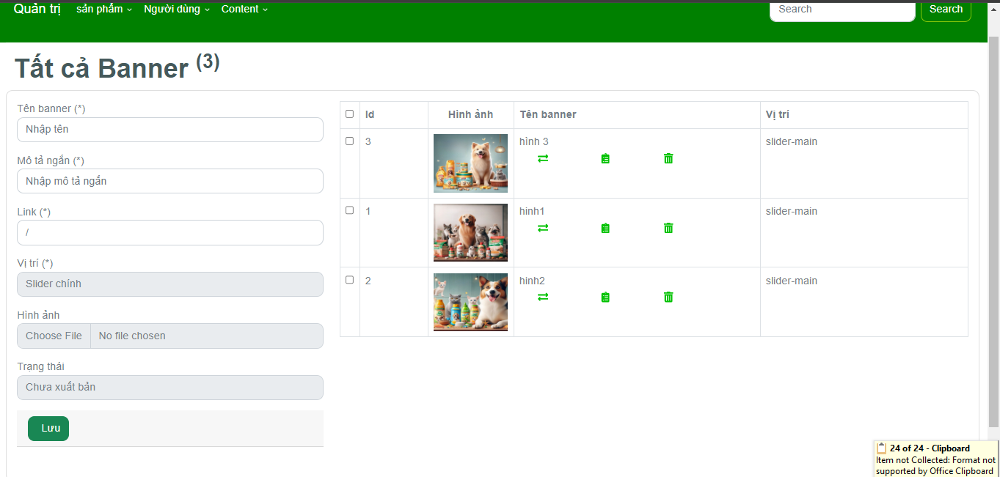 Quản trị sản phẩm Người dùng Content Search Search
Tất cả Banner (3)
Tên banner (*)
Nhập tên
Mô tả ngắn (*)
Nhập mô tả ngắn
Link (*)
/
Vị trí (*)
Slider chính
Hình ảnh
Choose File No file chosen
Trạng thái
Chưa xuất bản
Lưu
Id Hình ảnh Tên banner Vị trí
3 hình 3 slider-main
1 hinh1 slider-main
2 hinh2 slider-main
24 of 24 - Clipboard
Item not Collected: Format not
supported by Office Clipboard